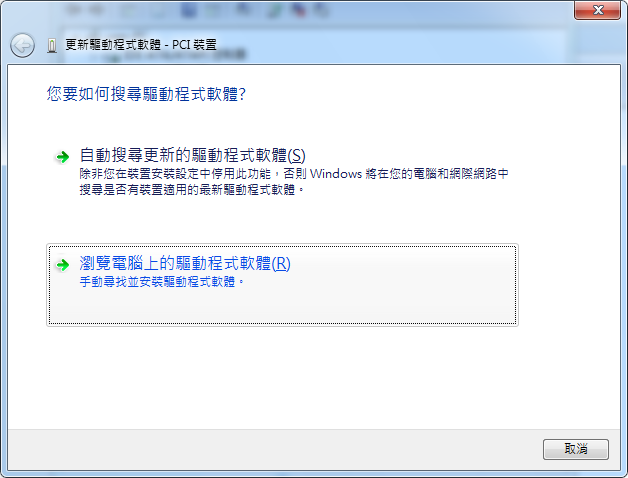 更新驅動程式軟體 - PCI 裝置
您要如何搜尋驅動程式軟體?
自動搜尋更新的驅動程式軟體(S)
除非您在裝置安裝設定中停用此功能，否則 Windows 將在您的電腦和網際網路中
搜尋是否有裝置適用的最新驅動程式軟體。
瀏覽電腦上的驅動程式軟體(R)
手動尋找並安裝驅動程式軟體。
取消